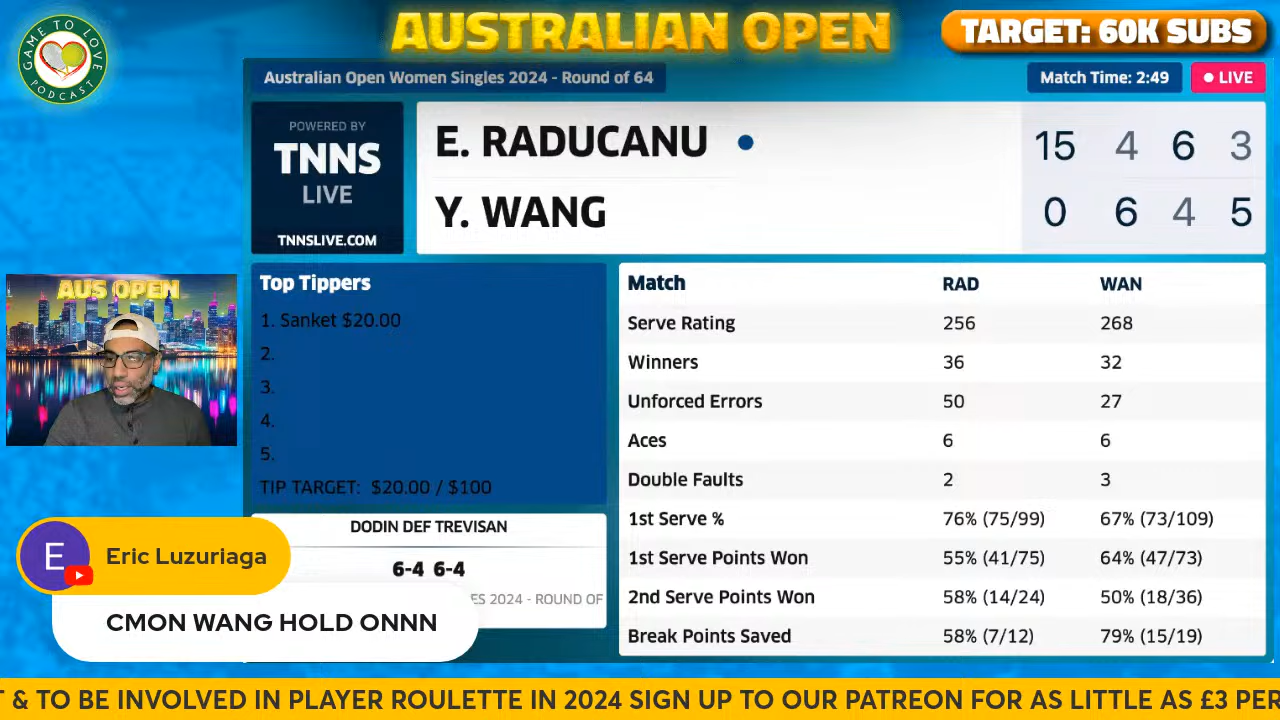 GAME TO LOVE
PODCAST
AUSTRALIAN OPEN
TARGET: 60K SUBS
Australian Open Women Singles 2024 - Round of 64
Match Time: 2:49
LIVE
POWERED BY
TNNS
LIVE
TNNSLIVE.COM
E. RADUCANU 15 4 6 3
Y. WANG 0 6 4 5
AUS OPEN
Top Tippers
1. Sanket $20.00
2.
3.
4.
5.
TIP TARGET: $20.00 / $100
DODIN DEF TREVISAN
6-4 6-4
ES 2024 - ROUND OF
Match RAD WAN
Serve Rating 256 268
Winners 36 32
Unforced Errors 50 27
Aces 6 6
Double Faults 2 3
1st Serve % 76% (75/99) 67% (73/109)
1st Serve Points Won 55% (41/75) 64% (47/73)
2nd Serve Points Won 58% (14/24) 50% (18/36)
Break Points Saved 58% (7/12) 79% (15/19)
E
Eric Luzuriaga
CMON WANG HOLD ONNN
T & TO BE INVOLVED IN PLAYER ROULETTE IN 2024 SIGN UP TO OUR PATREON FOR AS LITTLE AS £3 PER